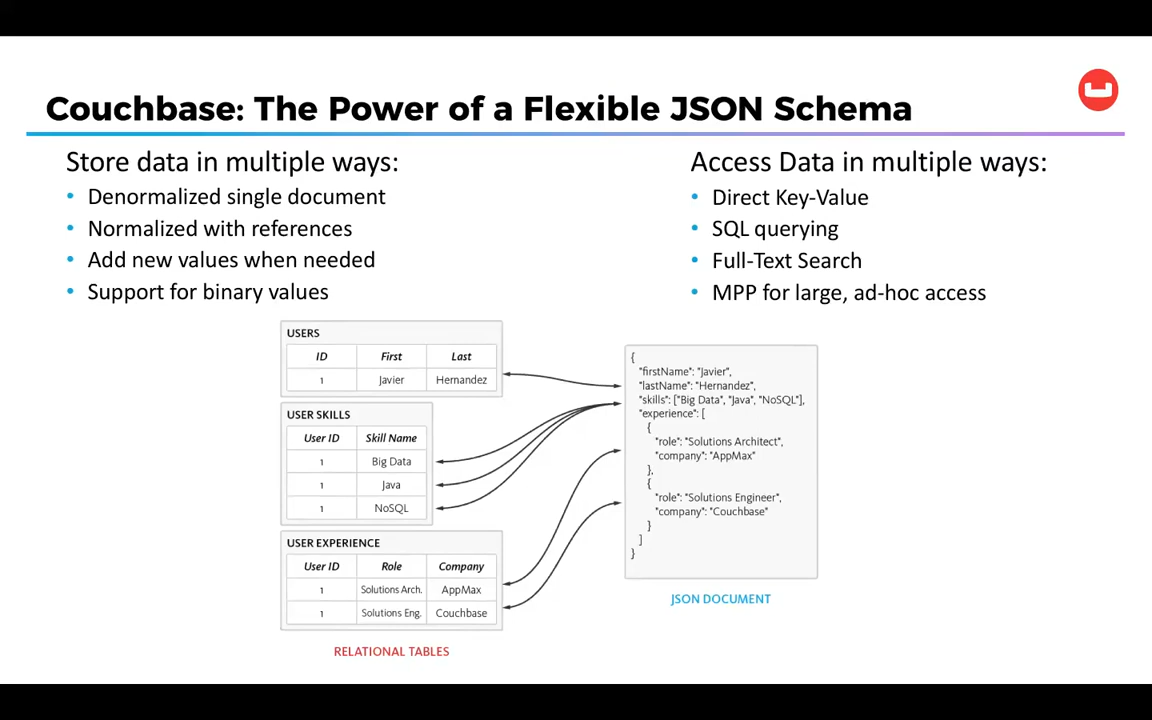 Couchbase: The Power of a Flexible JSON Schema
Store data in multiple ways:
• Denormalized single document
• Normalized with references
• Add new values when needed
• Support for binary values
Access Data in multiple ways:
• Direct Key-Value
• SQL querying
• Full-Text Search
• MPP for large, ad-hoc access
USERS
ID First Last
1 Javier Hernandez
USER SKILLS
User ID Skill Name
1 Big Data
1 Java
1 NoSQL
USER EXPERIENCE
User ID Role Company
1 Solutions Arch. AppMax
1 Solutions Eng. Couchbase
RELATIONAL TABLES
{
"firstName": "Javier",
"lastName": "Hernandez",
"skills": ["Big Data", "Java", "NoSQL"],
"experience": [
{
"role": "Solutions Architect",
"company": "AppMax"
},
{
"role": "Solutions Engineer",
"company": "Couchbase"
}
]
}
JSON DOCUMENT